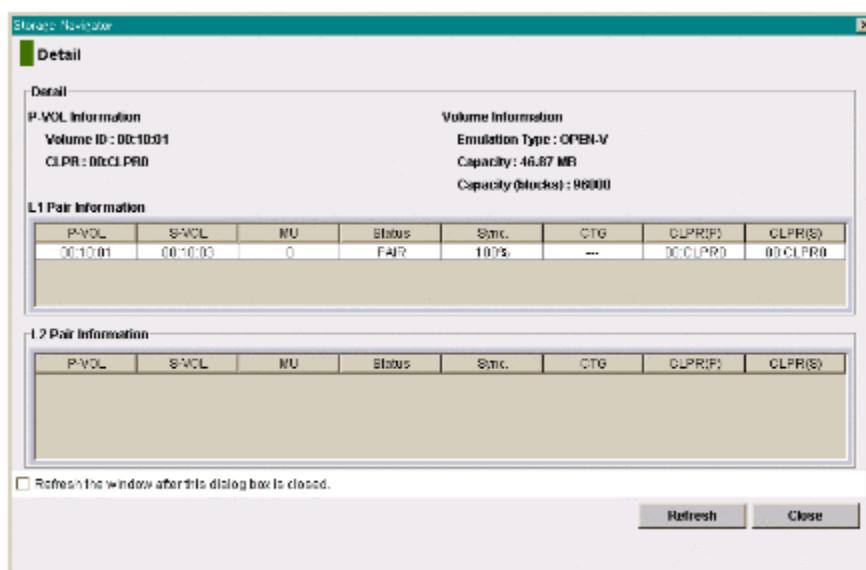 Storage Navigator
Detail
Detail
P-VOL Information Volume Information
Volume ID : 00:10:01 Emulation Type : OPEN-V
CLPR : 00:CLPR0 Capacity : 46.87 MB
Capacity (blocks) : 96000
L1 Pair Information
P-VOL S-VOL MU Status Sync. CTG CLPR(P) CLPR(S)
00:10:01 00:10:03 0 PAIR 100% --- 00:CLPR0 00:CLPR0
L2 Pair Information
P-VOL S-VOL MU Status Sync. CTG CLPR(P) CLPR(S)
Refresh the window after this dialog box is closed.
Refresh Close